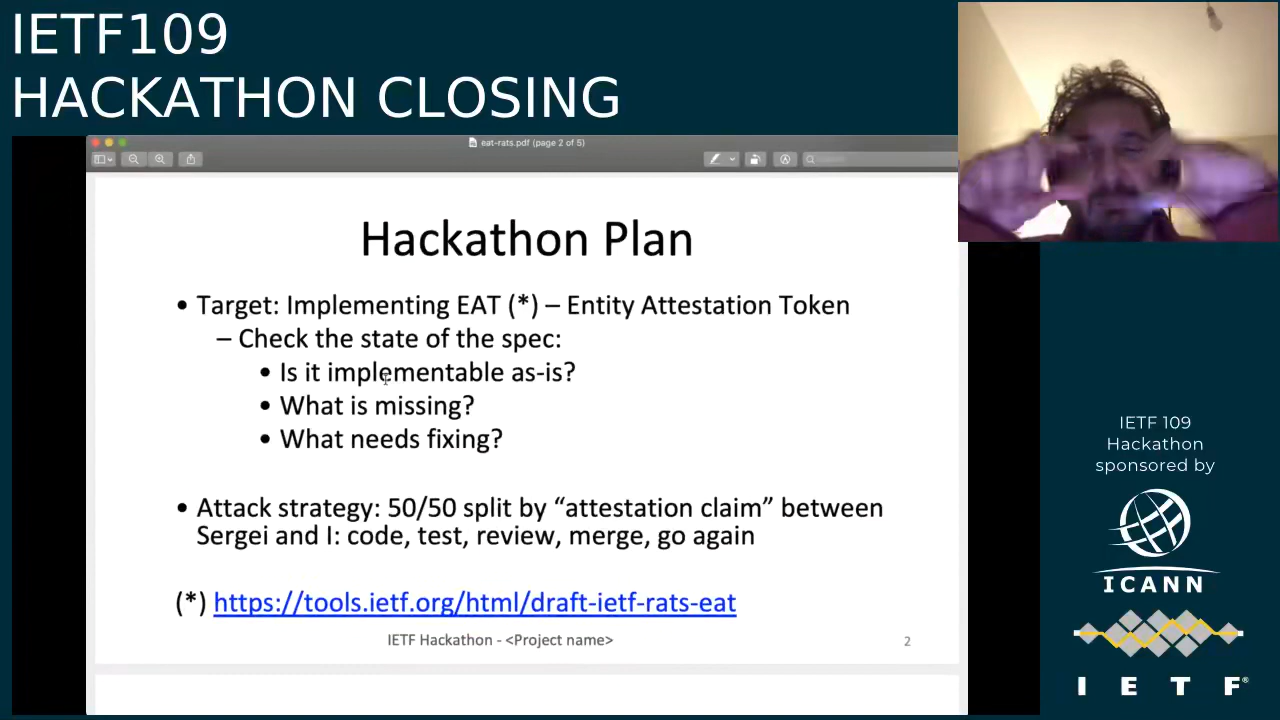 IETF109
HACKATHON CLOSING
eat-rats.pdf (page 2 of 5)
Hackathon Plan
• Target: Implementing EAT (*) – Entity Attestation Token
– Check the state of the spec:
• Is it implementable as-is?
• What is missing?
• What needs fixing?
• Attack strategy: 50/50 split by “attestation claim” between
Sergei and I: code, test, review, merge, go again
(*) https://tools.ietf.org/html/draft-ietf-rats-eat
IETF Hackathon - <Project name>
2
IETF 109
Hackathon
sponsored by
ICANN
I E T F®